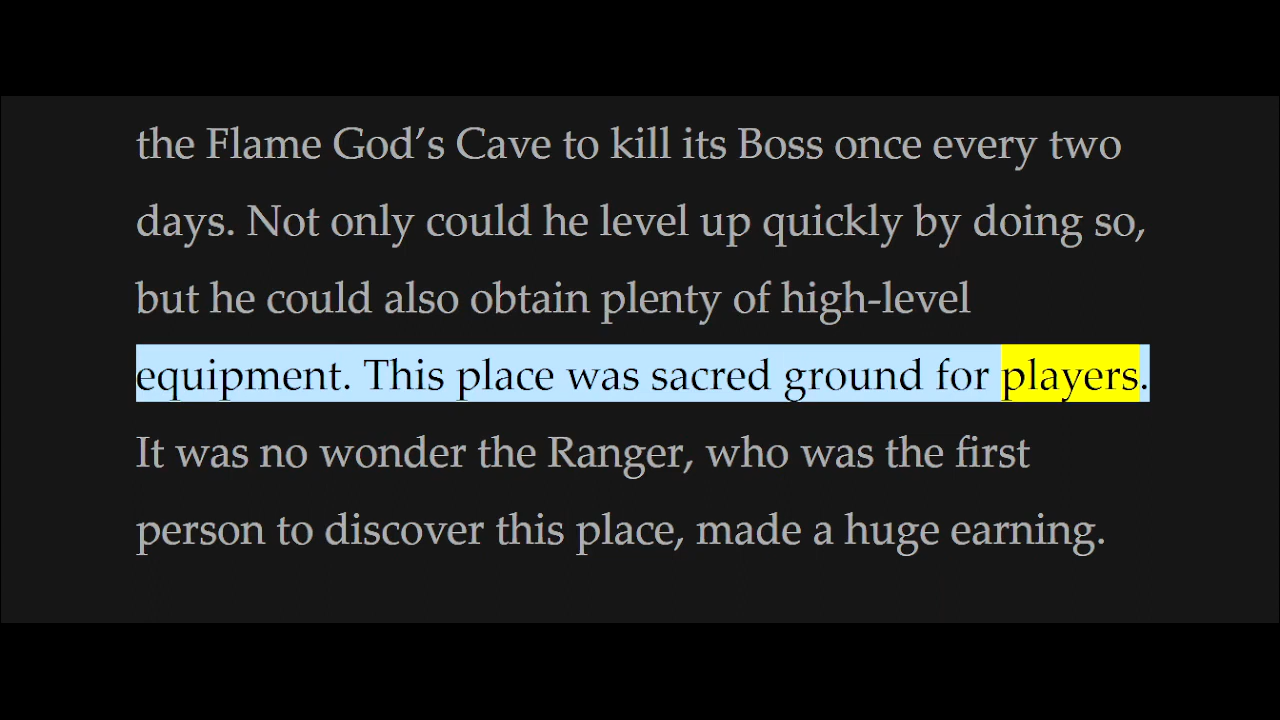 the Flame God’s Cave to kill its Boss once every two
days. Not only could he level up quickly by doing so,
but he could also obtain plenty of high-level
equipment. This place was sacred ground for players.
It was no wonder the Ranger, who was the first
person to discover this place, made a huge earning.